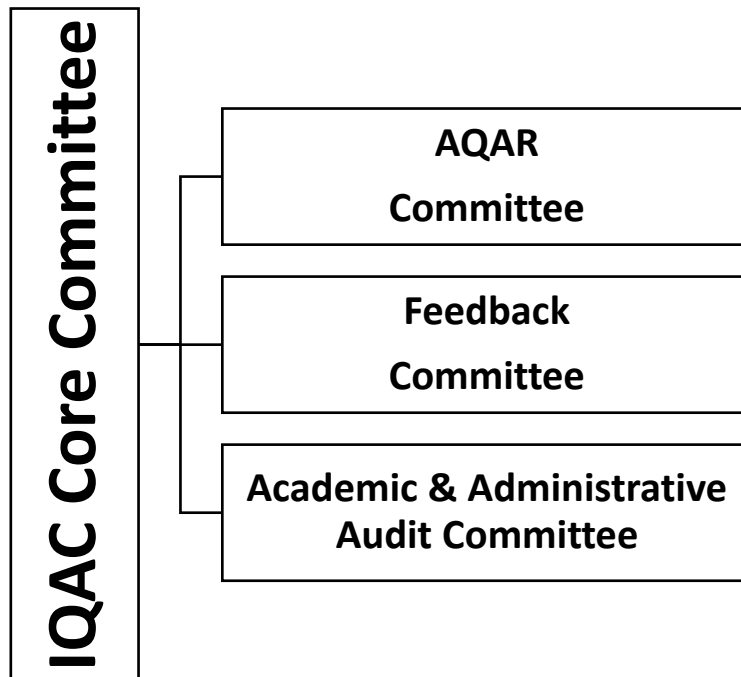 IQAC Core Committee
AQAR
Committee
Feedback
Committee
Academic & Administrative
Audit Committee